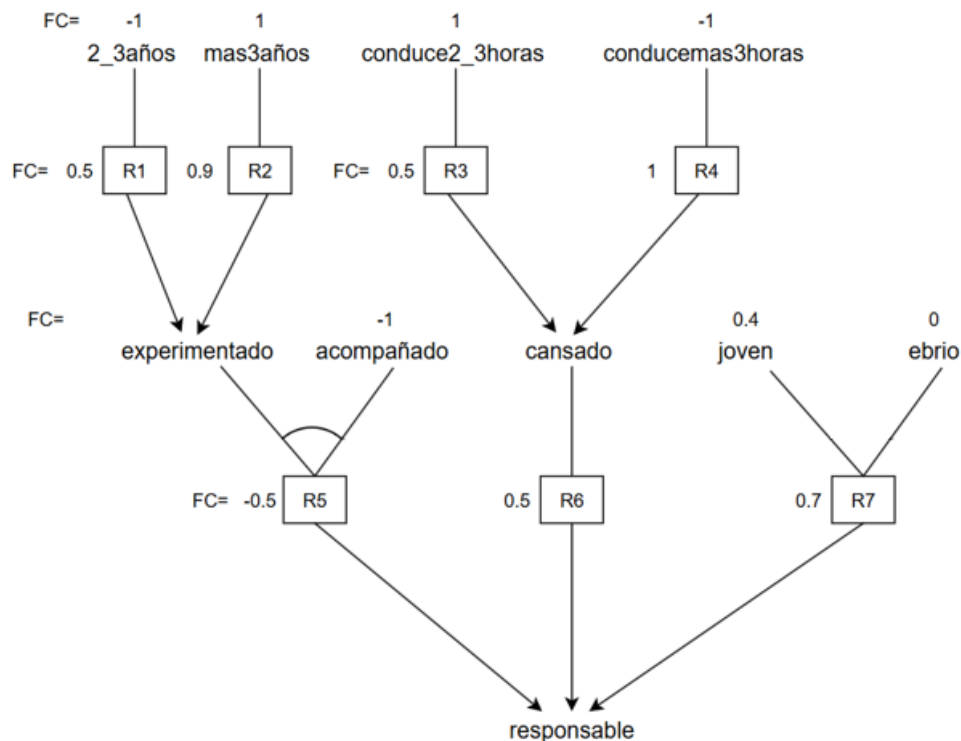 FC= -1 1 1 -1
2_3años mas3años conduce2_3horas conducemas3horas
FC= 0.5 R1 0.9 R2 FC= 0.5 R3 1 R4
FC= -1 0.4 0
experimentado acompañado cansado joven ebrio
FC= -0.5 R5 0.5 R6 0.7 R7
responsable